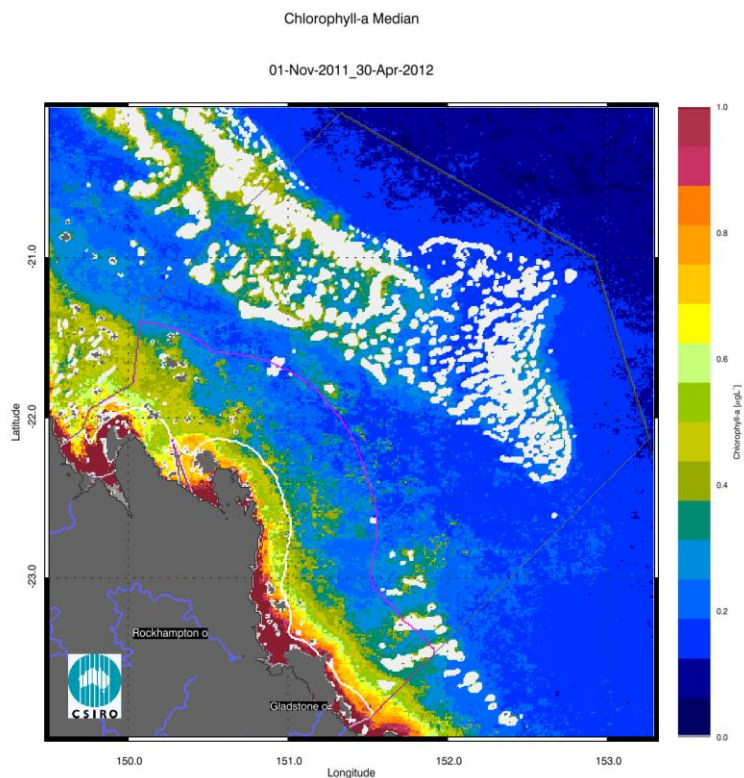 Chlorophyll-a Median
01-Nov-2011_30-Apr-2012
1.0
0.8
0.6
0.4
0.2
0.0
Chlorophyll-a [µgL⁻]
Latitude
-21.0
-22.0
-23.0
Rockhampton o
Gladstone o
CSIRO
150.0 151.0 152.0 153.0
Longitude